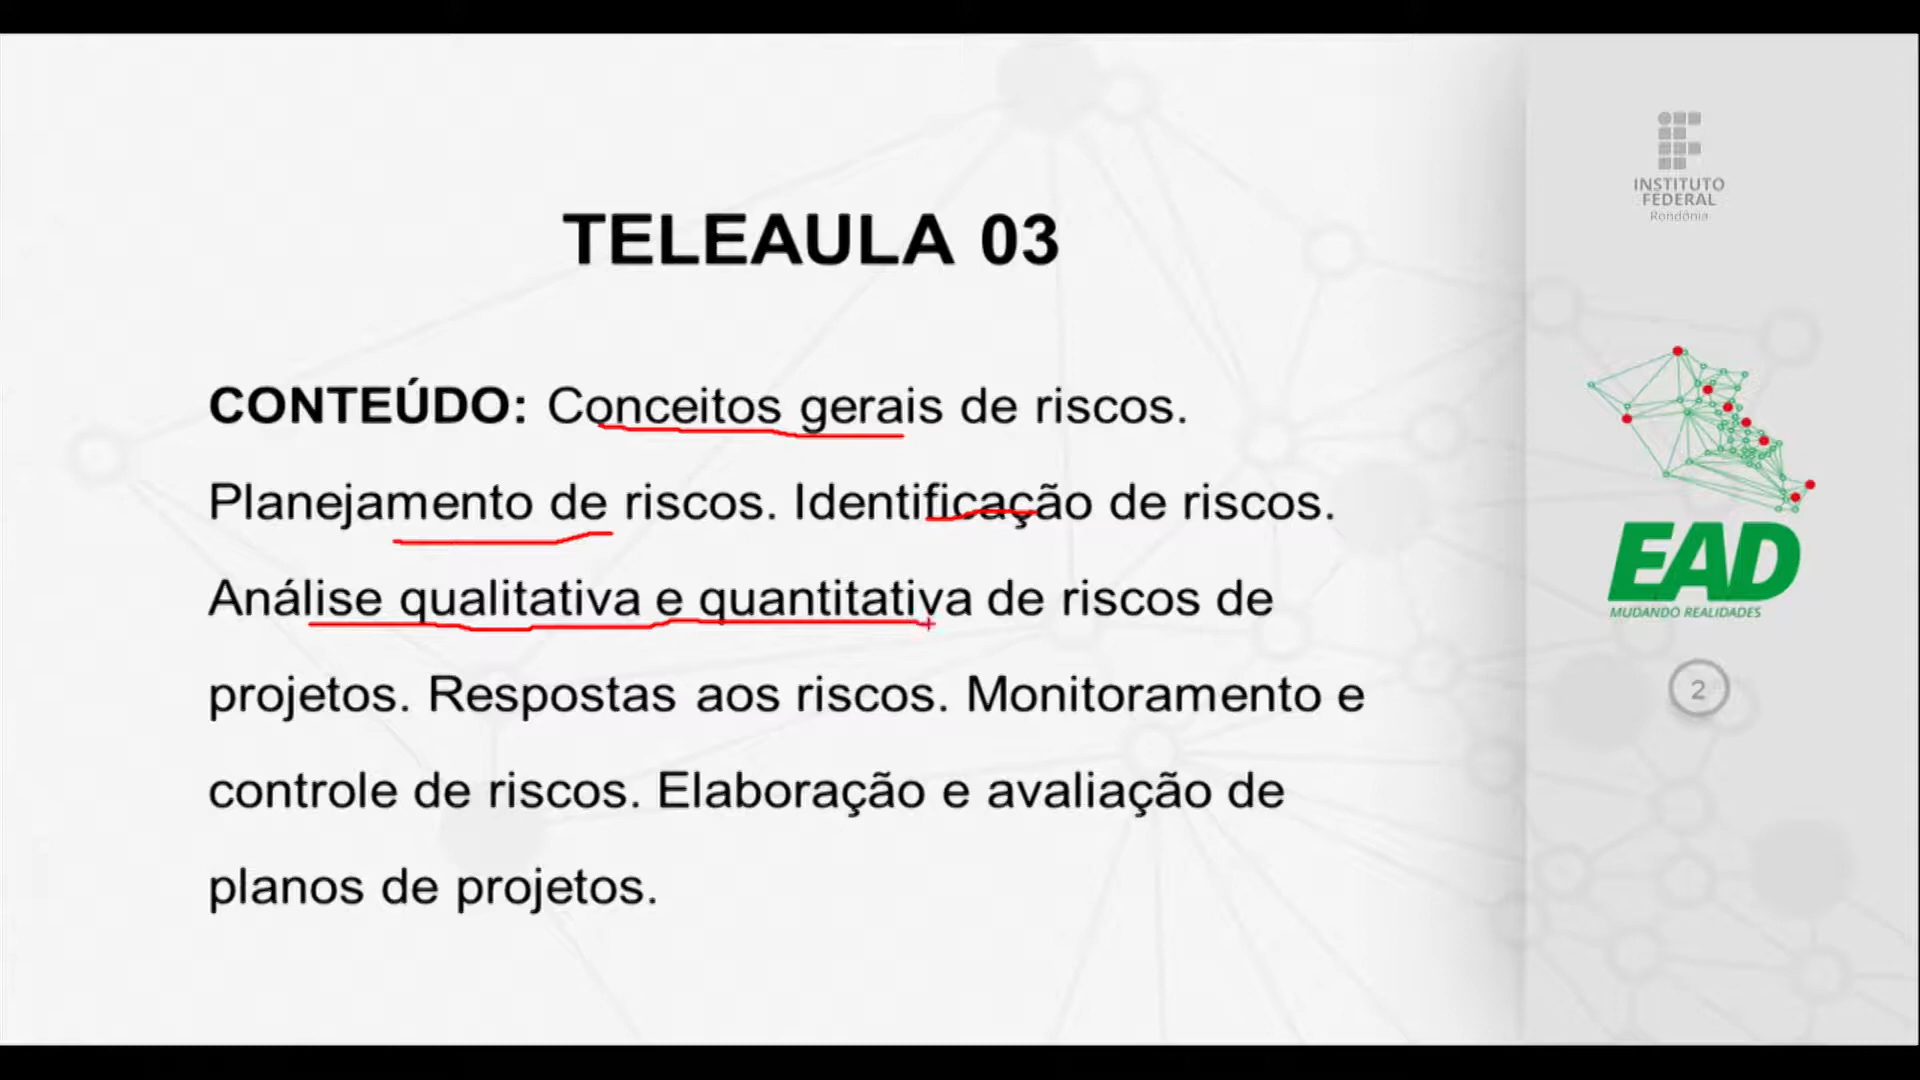 TELEAULA 03
CONTEÚDO: Conceitos gerais de riscos.
Planejamento de riscos. Identificação de riscos.
Análise qualitativa e quantitativa de riscos de
projetos. Respostas aos riscos. Monitoramento e
controle de riscos. Elaboração e avaliação de
planos de projetos.
INSTITUTO
FEDERAL
Rondônia
EAD
MUDANDO REALIDADES
2